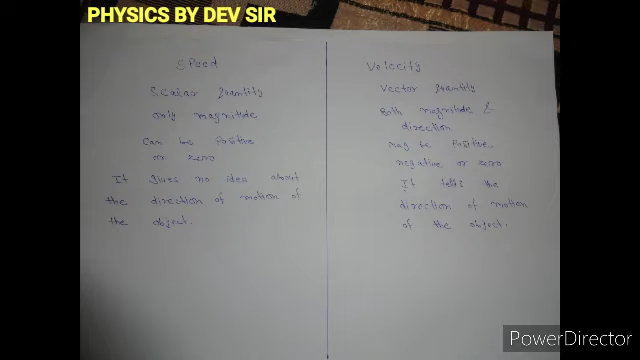 PHYSICS BY DEV SIR
Speed
Scalar quantity
only magnitude
Can be Positive
or zero
It gives no idea about
the direction of motion of
the object.
Velocity
Vector quantity
Both magnitude &
direction
may be Positive
negative or zero
It tells the
direction of motion
of the object.
PowerDirector